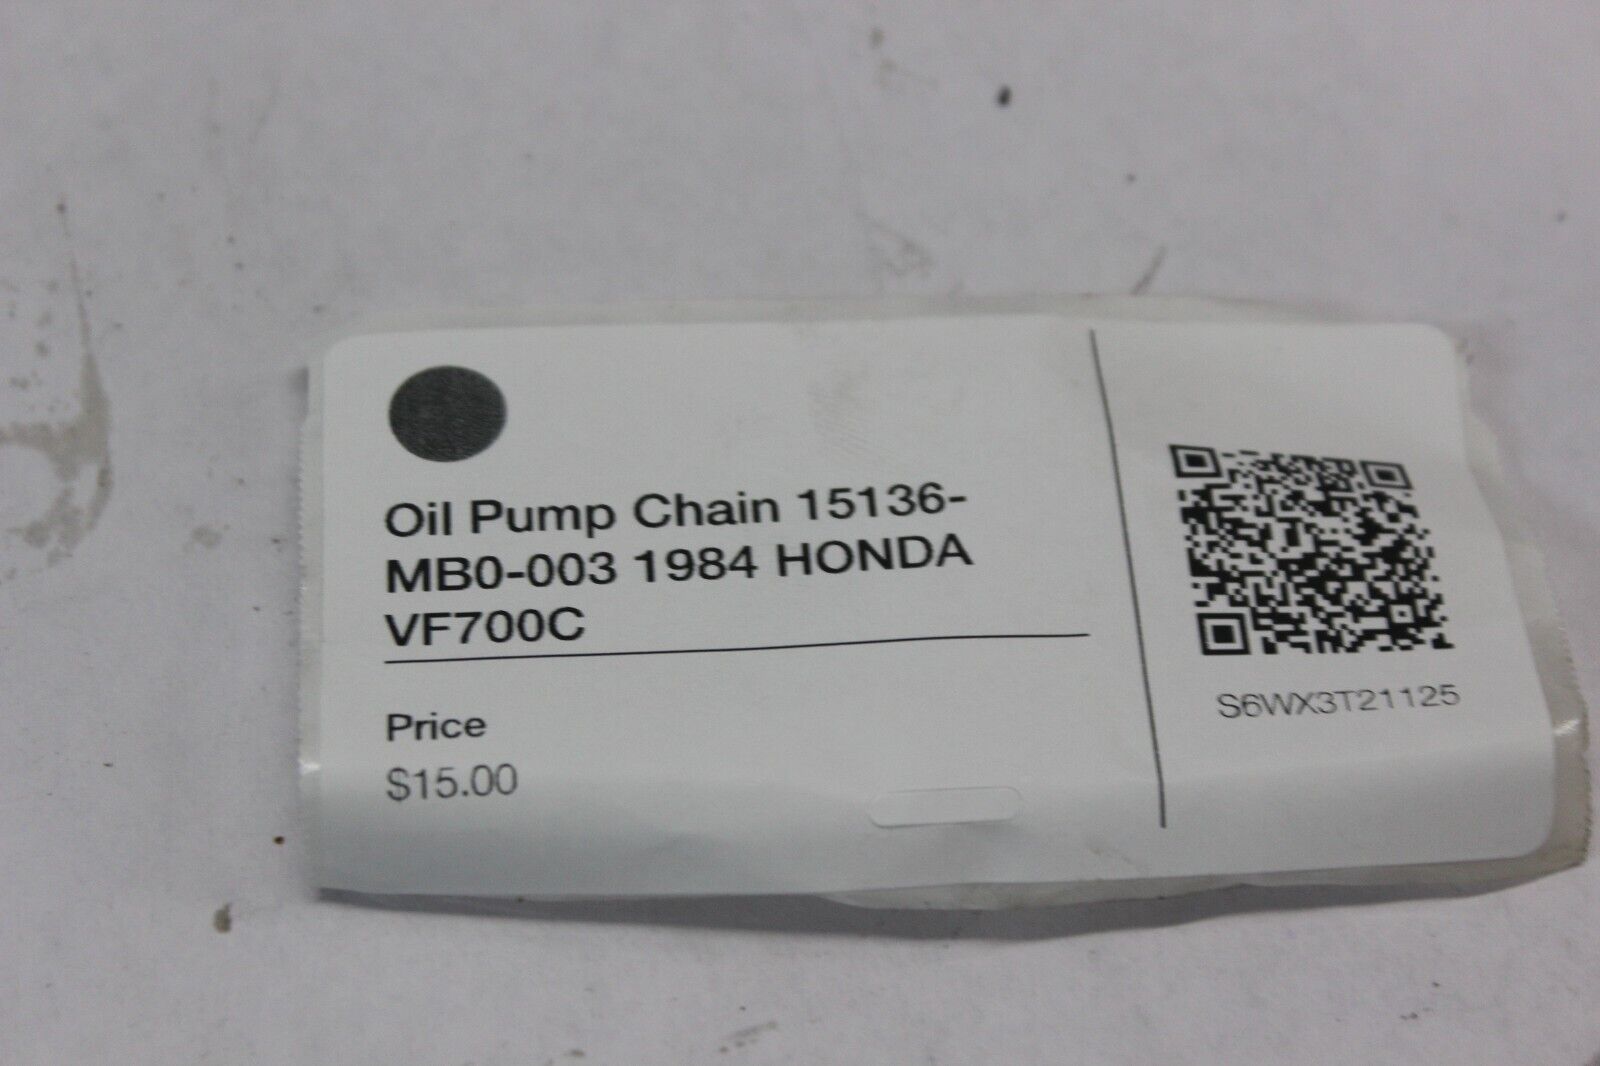 Oil Pump Chain 15136-
MB0-003 1984 HONDA
VF700C
Price
$15.00
S6WX3T21125